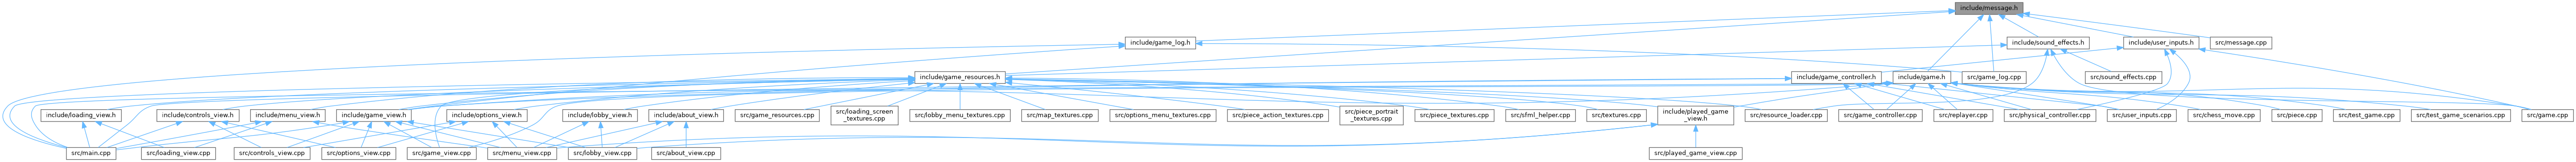 include/message.h
include/game_log.h
include/sound_effects.h
include/user_inputs.h
src/message.cpp
include/game_resources.h
include/game_controller.h
include/game.h
src/game_log.cpp
src/sound_effects.cpp
include/loading_view.h
include/controls_view.h
include/menu_view.h
include/game_view.h
include/options_view.h
include/lobby_view.h
include/about_view.h
src/game_resources.cpp
src/loading_screen
_textures.cpp
src/lobby_menu_textures.cpp
src/map_textures.cpp
src/options_menu_textures.cpp
src/piece_action_textures.cpp
src/piece_portrait
_textures.cpp
src/piece_textures.cpp
src/sfml_helper.cpp
src/textures.cpp
include/played_game
_view.h
src/resource_loader.cpp
src/game_controller.cpp
src/replayer.cpp
src/physical_controller.cpp
src/user_inputs.cpp
src/chess_move.cpp
src/piece.cpp
src/test_game.cpp
src/test_game_scenarios.cpp
src/game.cpp
src/main.cpp
src/loading_view.cpp
src/controls_view.cpp
src/options_view.cpp
src/game_view.cpp
src/menu_view.cpp
src/lobby_view.cpp
src/about_view.cpp
src/played_game_view.cpp